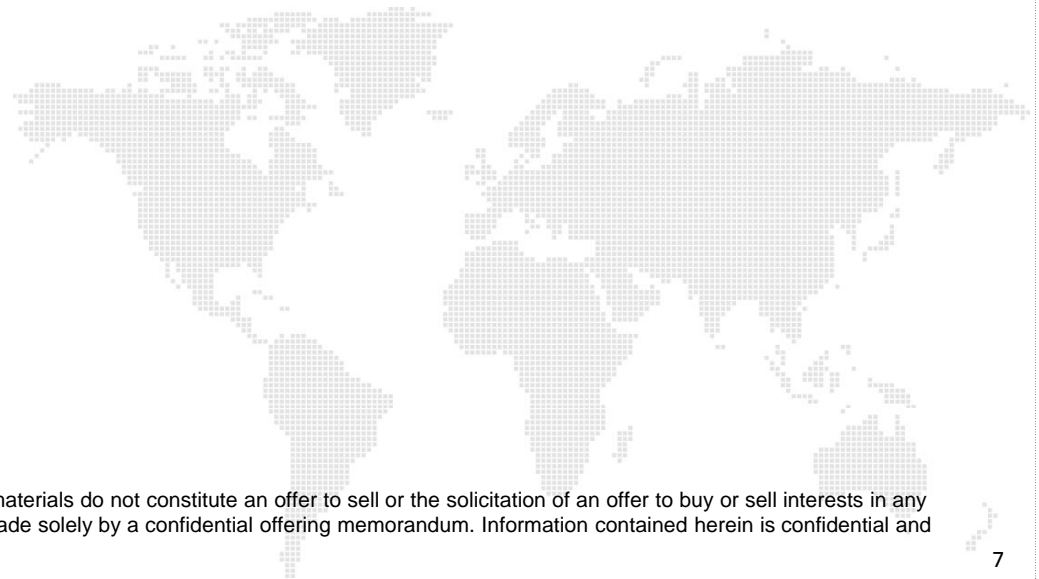 materials do not constitute an offer to sell or the solicitation of an offer to buy or sell interests in any
ade solely by a confidential offering memorandum. Information contained herein is confidential and
7